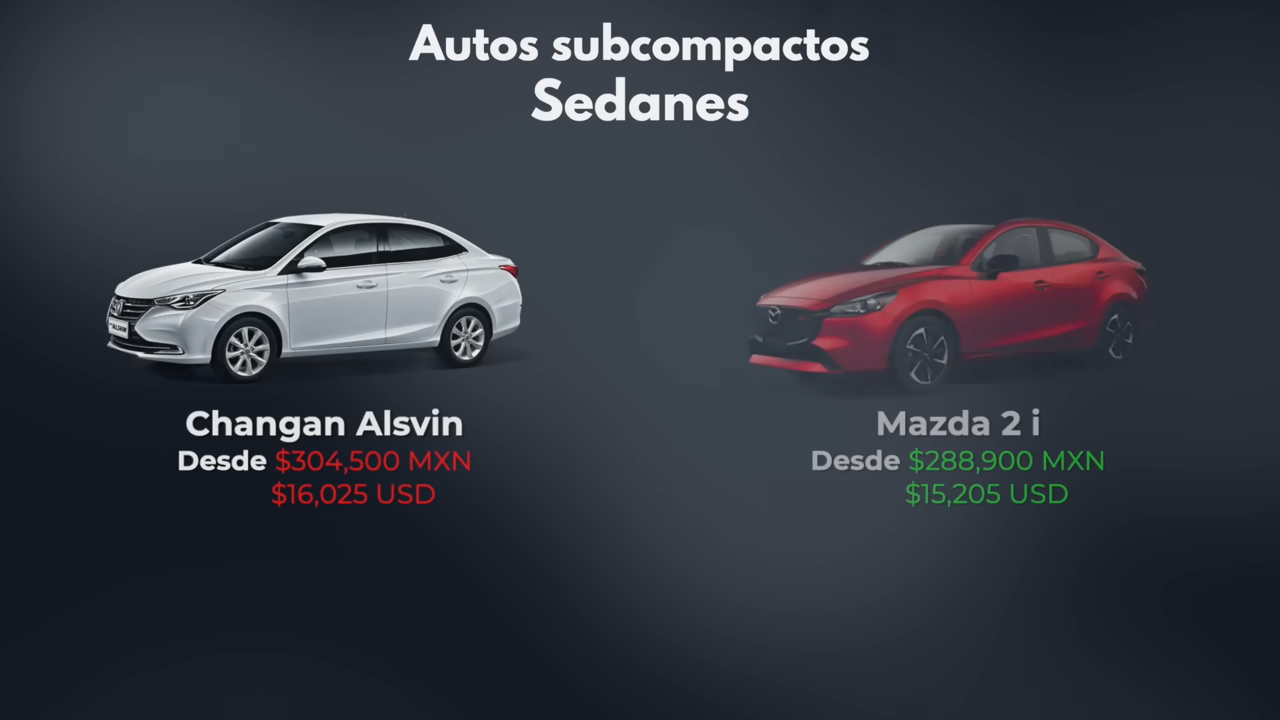 Autos subcompactos
Sedanes
ALSVIN
Changan Alsvin
Desde $304,500 MXN
$16,025 USD
Mazda 2 i
Desde $288,900 MXN
$15,205 USD